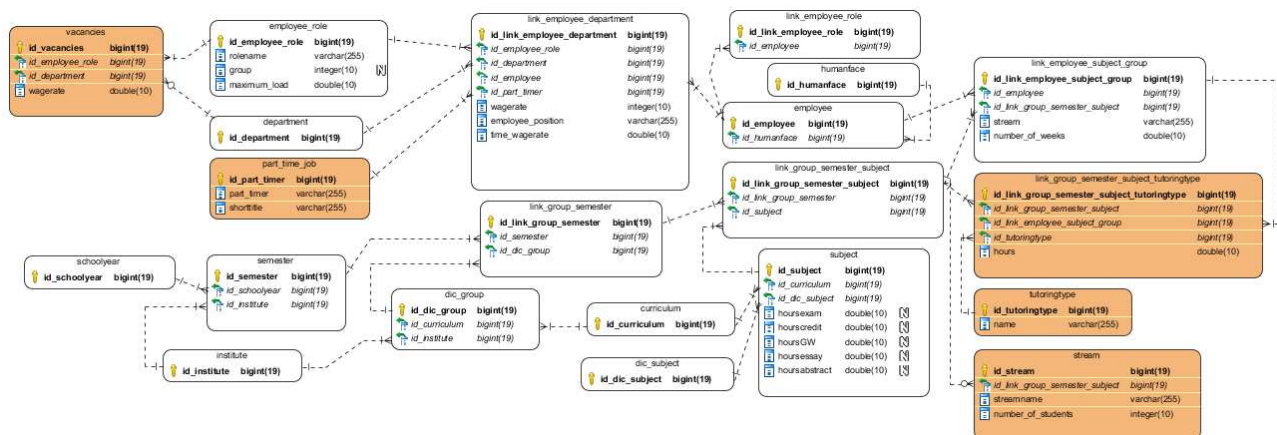 vacancies
id_vacancies bigint(19)
id_employee_role bigint(19)
id_department bigint(19)
wagerate double(10)
employee_role
id_employee_role bigint(19)
rolename varchar(255)
group integer(10) N
maximum_load double(10)
department
id_department bigint(19)
part_time_job
id_part_timer bigint(19)
part_timer varchar(255)
shorttitle varchar(255)
link_employee_department
id_link_employee_department bigint(19)
id_employee_role bigint(19)
id_department bigint(19)
id_employee bigint(19)
id_part_timer bigint(19)
wagerate integer(10)
employee_position varchar(255)
time_wagerate double(10)
link_employee_role
id_link_employee_role bigint(19)
id_employee bigint(19)
humanface
id_humanface bigint(19)
employee
id_employee bigint(19)
id_humanface bigint(19)
link_employee_subject_group
id_link_employee_subject_group bigint(19)
id_employee bigint(19)
id_link_group_semester_subject bigint(19)
stream varchar(255)
number_of_weeks double(10)
link_group_semester_subject
id_link_group_semester_subject bigint(19)
id_link_group_semester bigint(19)
id_subject bigint(19)
link_group_semester_subject_tutoringtype
id_link_group_semester_subject_tutoringtype bigint(19)
id_link_group_semester_subject bigint(19)
id_link_employee_subject_group bigint(19)
id_tutoringtype bigint(19)
hours double(10)
link_group_semester
id_link_group_semester bigint(19)
id_semester bigint(19)
id_dic_group bigint(19)
schoolyear
id_schoolyear bigint(19)
semester
id_semester bigint(19)
id_schoolyear bigint(19)
id_institute bigint(19)
institute
id_institute bigint(19)
dic_group
id_dic_group bigint(19)
id_curriculum bigint(19)
id_institute bigint(19)
curriculum
id_curriculum bigint(19)
dic_subject
id_dic_subject bigint(19)
subject
id_subject bigint(19)
id_curriculum bigint(19)
id_dic_subject bigint(19)
hoursexam double(10) N
hourscredit double(10) N
hoursGW double(10) N
hoursessay double(10) N
hoursabstract double(10) N
tutoringtype
id_tutoringtype bigint(19)
name varchar(255)
stream
id_stream bigint(19)
id_link_group_semester_subject bigint(19)
streamname varchar(255)
number_of_students integer(10)